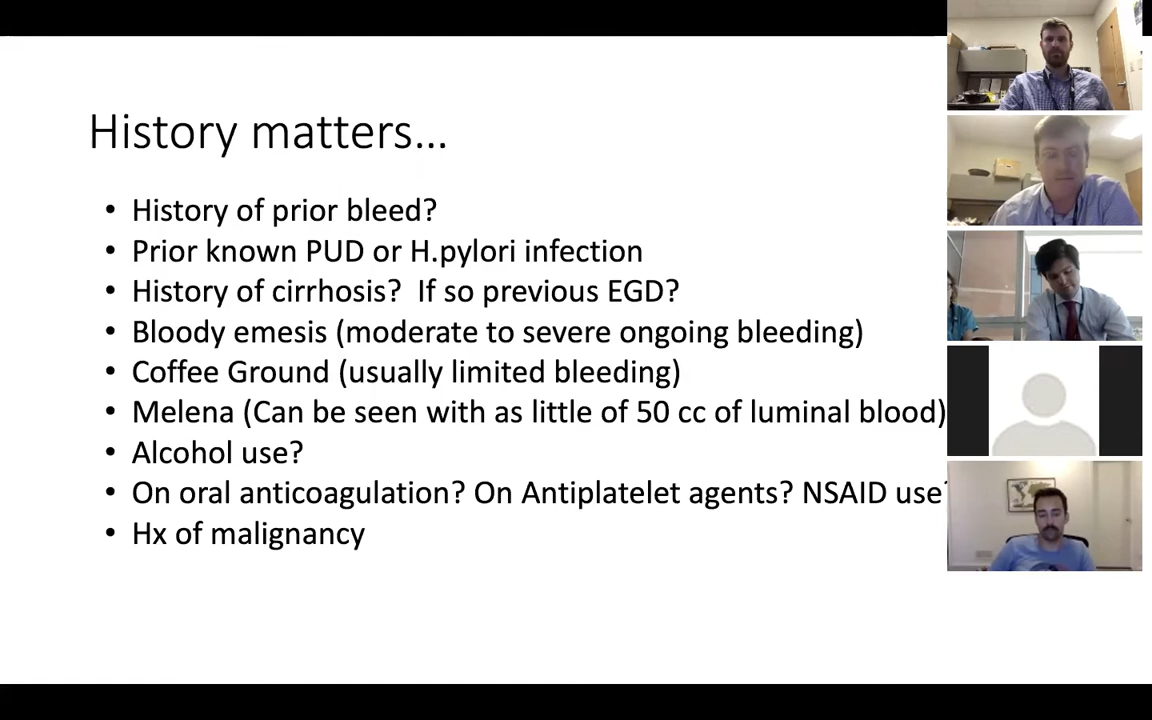 History matters...
• History of prior bleed?
• Prior known PUD or H.pylori infection
• History of cirrhosis?  If so previous EGD?
• Bloody emesis (moderate to severe ongoing bleeding)
• Coffee Ground (usually limited bleeding)
• Melena (Can be seen with as little of 50 cc of luminal blood)
• Alcohol use?
• On oral anticoagulation? On Antiplatelet agents? NSAID use?
• Hx of malignancy